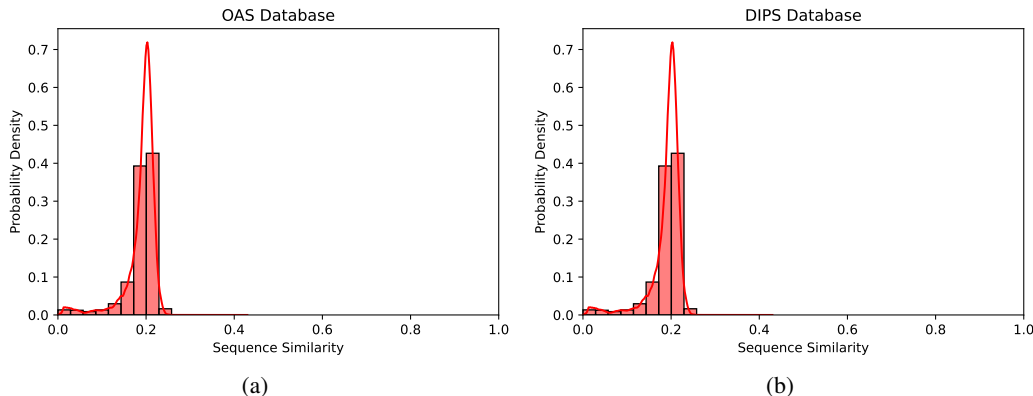 OAS Database
Probability Density
0.7
0.6
0.5
0.4
0.3
0.2
0.1
0.0
0.0 0.2 0.4 0.6 0.8 1.0
Sequence Similarity
(a)
DIPS Database
Probability Density
0.7
0.6
0.5
0.4
0.3
0.2
0.1
0.0
0.0 0.2 0.4 0.6 0.8 1.0
Sequence Similarity
(b)